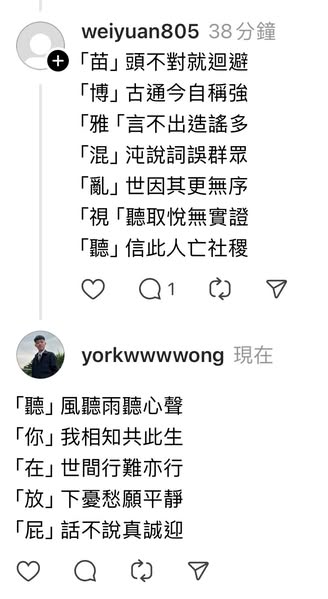 weiyuan805 38分鐘
「苗」頭不對就迴避
「博」古通今自稱強
「雅「言不出造謠多
「混」沌說詞誤群眾
「亂」世因其更無序
「視「聽取悅無實證
「聽」信此人亡社稷
1
yorkwwwwong 現在
「聽」風聽雨聽心聲
「你」我相知共此生
「在」世間行難亦行
「放」下憂愁願平靜
「屁」話不說真誠迎